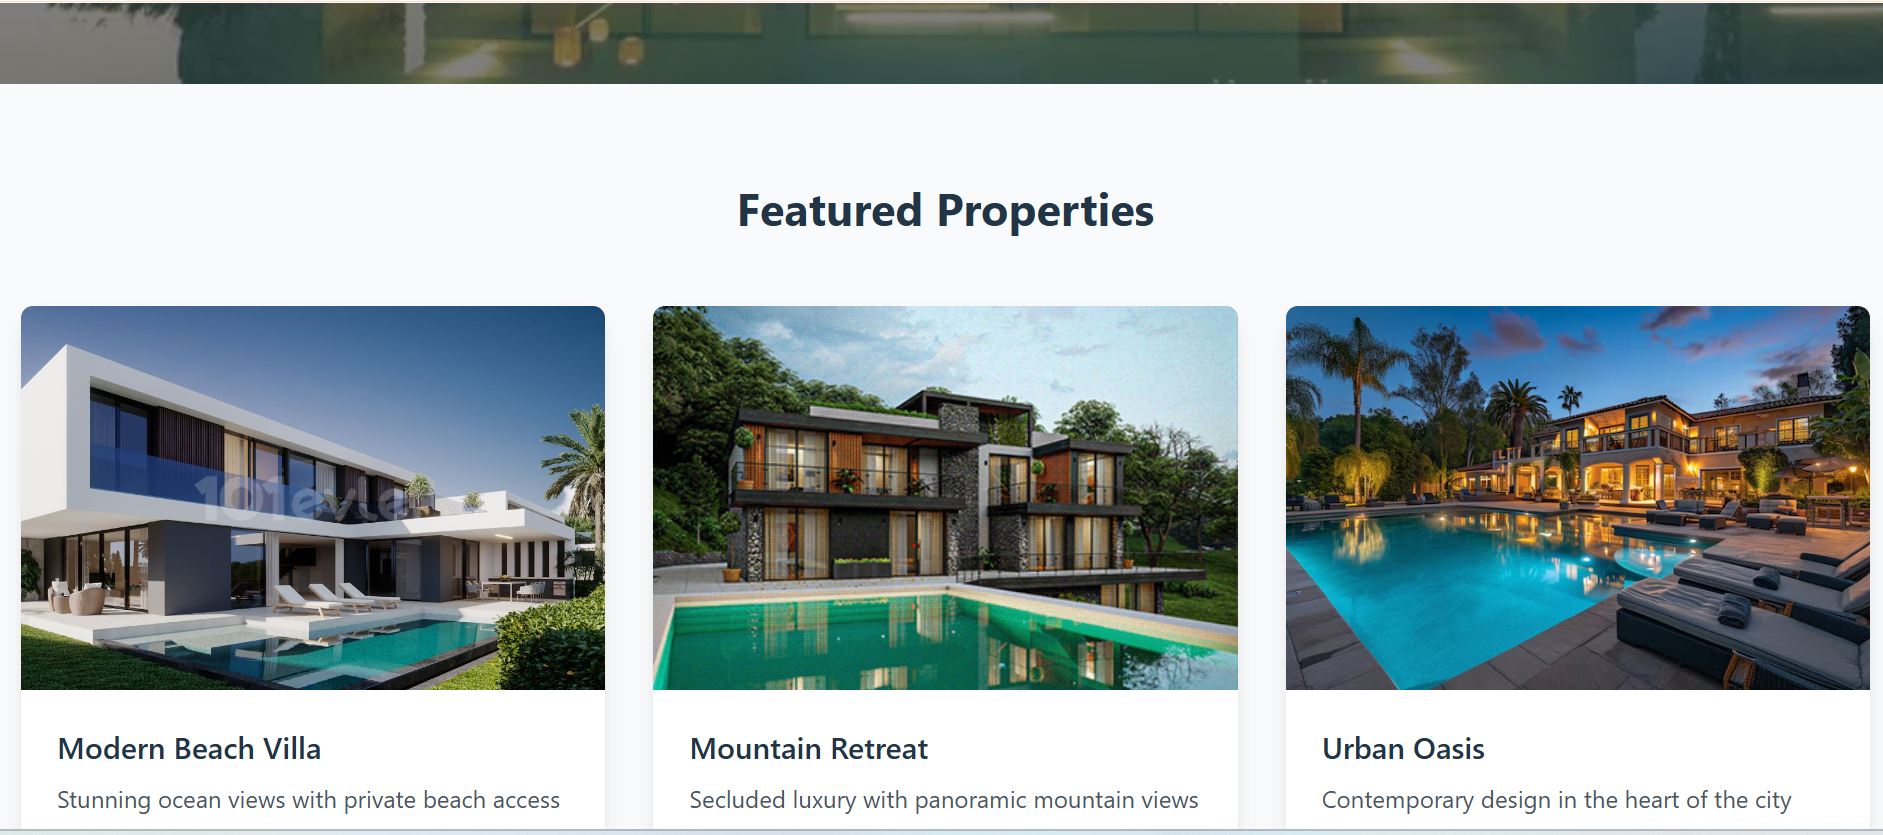 Featured Properties
101evle
Modern Beach Villa
Stunning ocean views with private beach access
Mountain Retreat
Secluded luxury with panoramic mountain views
Urban Oasis
Contemporary design in the heart of the city